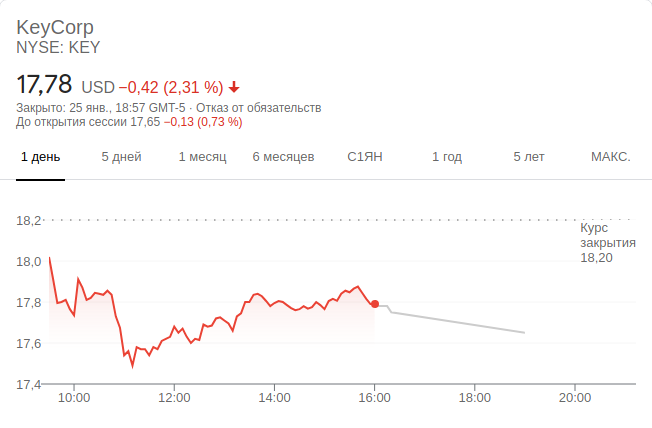 KeyCorp
NYSE: KEY
17,78 USD −0,42 (2,31 %)
Закрыто: 25 янв., 18:57 GMT-5 · Отказ от обязательств
До открытия сессии 17,65 −0,13 (0,73 %)
1 день 5 дней 1 месяц 6 месяцев С1ЯН 1 год 5 лет МАКС.
18,2
Курс
закрытия
18,20
18,0
17,8
17,6
17,4
10:00 12:00 14:00 16:00 18:00 20:00